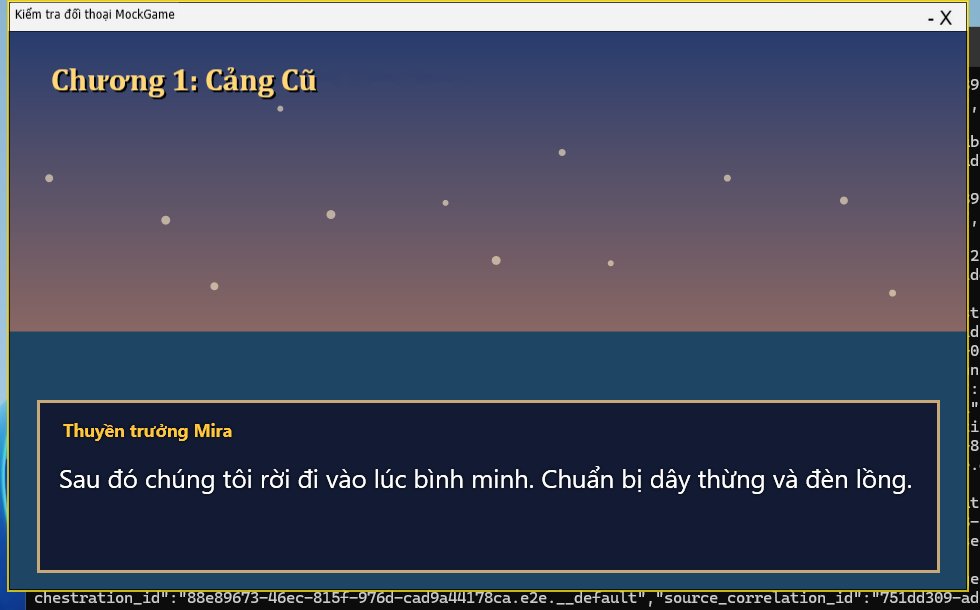 Kiểm tra đối thoại MockGame
- X
Chương 1: Cảng Cũ
Thuyền trưởng Mira
Sau đó chúng tôi rời đi vào lúc bình minh. Chuẩn bị dây thừng và đèn lồng.
chestration_id":"88e89673-46ec-815f-976d-cad9a44178ca.e2e.__default","source_correlation_id":"751dd309-ae